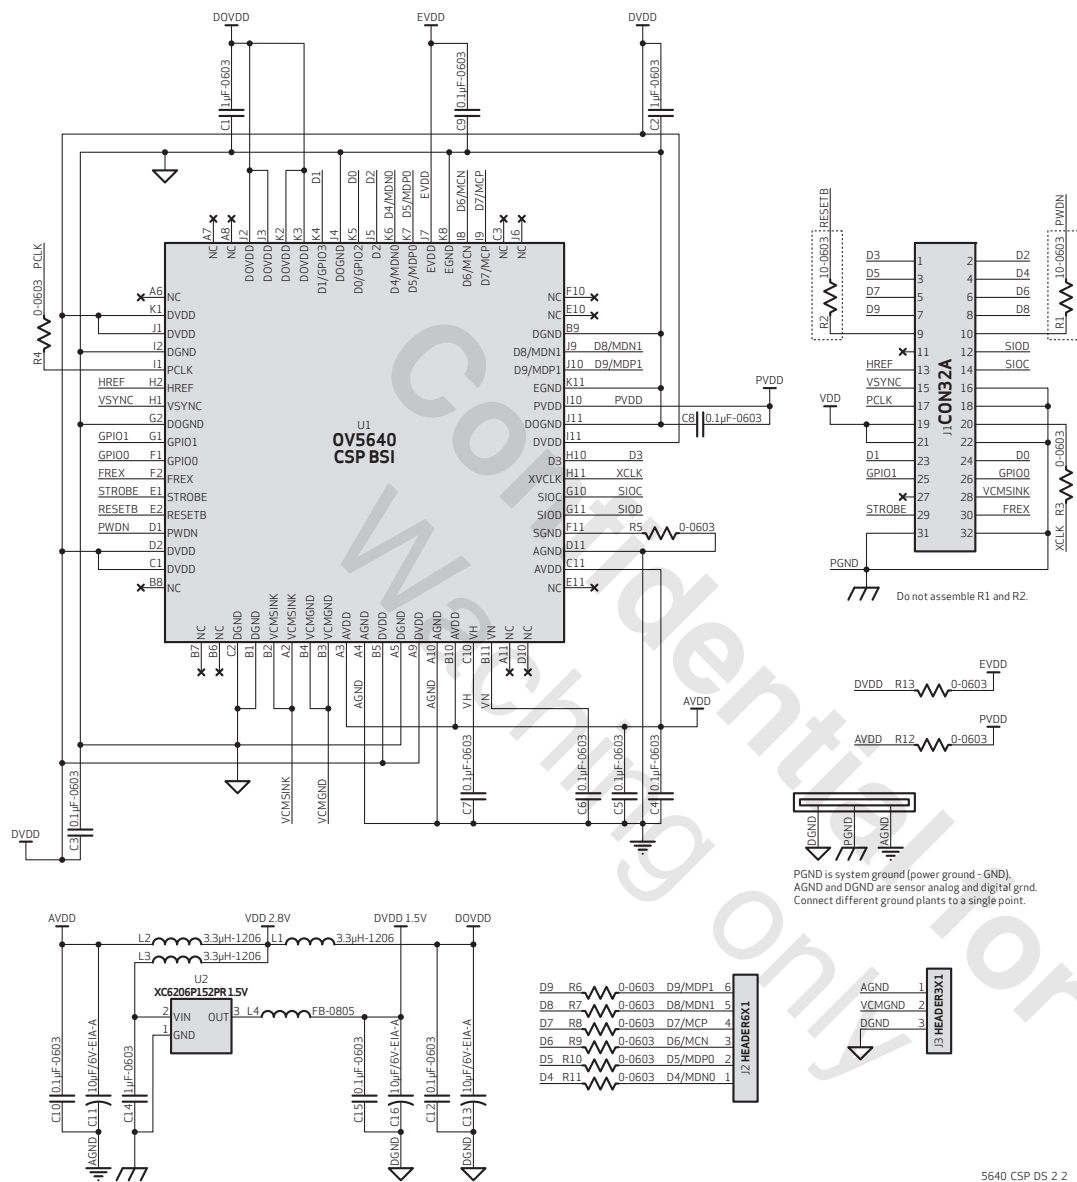 DOVDD EVDD DVDD
C1 1μF-0603
C9 0.1μF-0603
C2 1μF-0603
D1 D0 D2 D4/MDN0 D5/MDP0 EVDD D6/MCN D7/MCP
A7 A8 J2 J3 K2 K3 K4 J4 K5 J5 K6 K7 J7 K8 I8 I9 C3 J6
NC NC DOVDD DOVDD DOVDD DOVDD D1/GPIO3 DOGND D0/GPIO2 D2 D4/MDN0 D5/MDP0 EVDD EGND D6/MCN D7/MCP NC NC
R4 0-0603 PCLK
A6 NC
K1 DVDD
J1 DVDD
I2 DGND
I1 PCLK
HREF H2 HREF
VSYNC H1 VSYNC
G2 DOGND
GPIO1 G1 GPIO1
GPIO0 F1 GPIO0
FREX F2 FREX
STROBE E1 STROBE
RESETB E2 RESETB
PWDN D1 PWDN
D2 DVDD
C1 DVDD
B8 NC
U1
OV5640
CSP BSI
NC F10
NC E10
DGND B9
D8/MDN1 J9 D8/MDN1
D9/MDP1 J10 D9/MDP1
EGND K11
PVDD I10 PVDD
DOGND J11
DVDD I11
D3 H10 D3
XVCLK H11 XCLK
SIOC G10 SIOC
SIOD G11 SIOD
SGND F11 R5 0-0603
AGND D11
AVDD C11
NC E11
PVDD
C8 0.1μF-0603
NC NC DGND DGND VCMSINK VCMSINK VCMGND VCMGND AVDD AGND DVDD DGND DVDD AGND AVDD VH VN NC NC
B7 B6 C2 B1 B2 A2 B4 B3 A3 A4 B5 A5 A9 A10 B10 C10 B11 A11 D10
AGND AGND VH VN
AVDD
VCMSINK VCMGND
C7 0.1μF-0603
C6 0.1μF-0603
C5 0.1μF-0603
C4 0.1μF-0603
C3 0.1μF-0603
DVDD
R2 10-0603 RESETB
R1 10-0603 PWDN
D3 1 2 D2
D5 3 4 D4
D7 5 6 D6
D9 7 8 D8
9 10
11 12 SIOD
HREF 13 14 SIOC
VSYNC 15 16
PCLK 17 18
VDD 19 20
21 22
D1 23 24 D0
GPIO1 25 26 GPIO0
27 28 VCMSINK
STROBE 29 30 FREX
31 32
J1 CON32A
XCLK R3 0-0603
PGND
Do not assemble R1 and R2.
EVDD
DVDD R13 0-0603
PVDD
AVDD R12 0-0603
DGND PGND AGND
PGND is system ground (power ground - GND).
AGND and DGND are sensor analog and digital grnd.
Connect different ground plants to a single point.
AVDD VDD 2.8V DVDD 1.5V DOVDD
L2 3.3μH-1206 L1 3.3μH-1206
L3
U2
XC6206P152PR 1.5V
2 VIN OUT 3 L4 FB-0805
1 GND
C10 0.1μF-0603
C11 10μF/6V-EIA-A
C14 1μF-0603
C15 0.1μF-0603
C16 10μF/6V-EIA-A
C12 0.1μF-0603
C13 10μF/6V-EIA-A
AGND DGND DGND
D9 R6 0-0603 D9/MDP1 6
D8 R7 0-0603 D8/MDN1 5
D7 R8 0-0603 D7/MCP 4
D6 R9 0-0603 D6/MCN 3
D5 R10 0-0603 D5/MDP0 2
D4 R11 0-0603 D4/MDN0 1
J2 HEADER6X1
AGND 1
VCMGND 2
DGND 3
J3 HEADER3X1
Confidential for
Waching only
5640 CSP DS 2 2